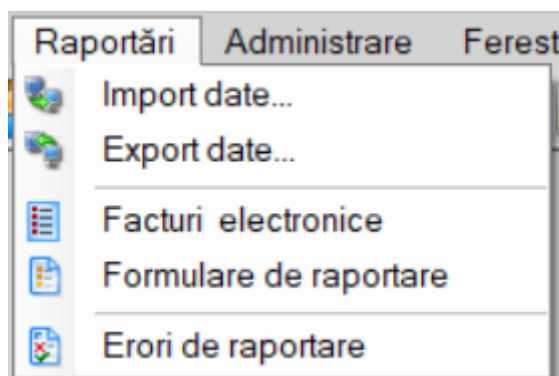 Raportări Administrare Ferest
Import date...
Export date...
Facturi electronice
Formulare de raportare
Erori de raportare